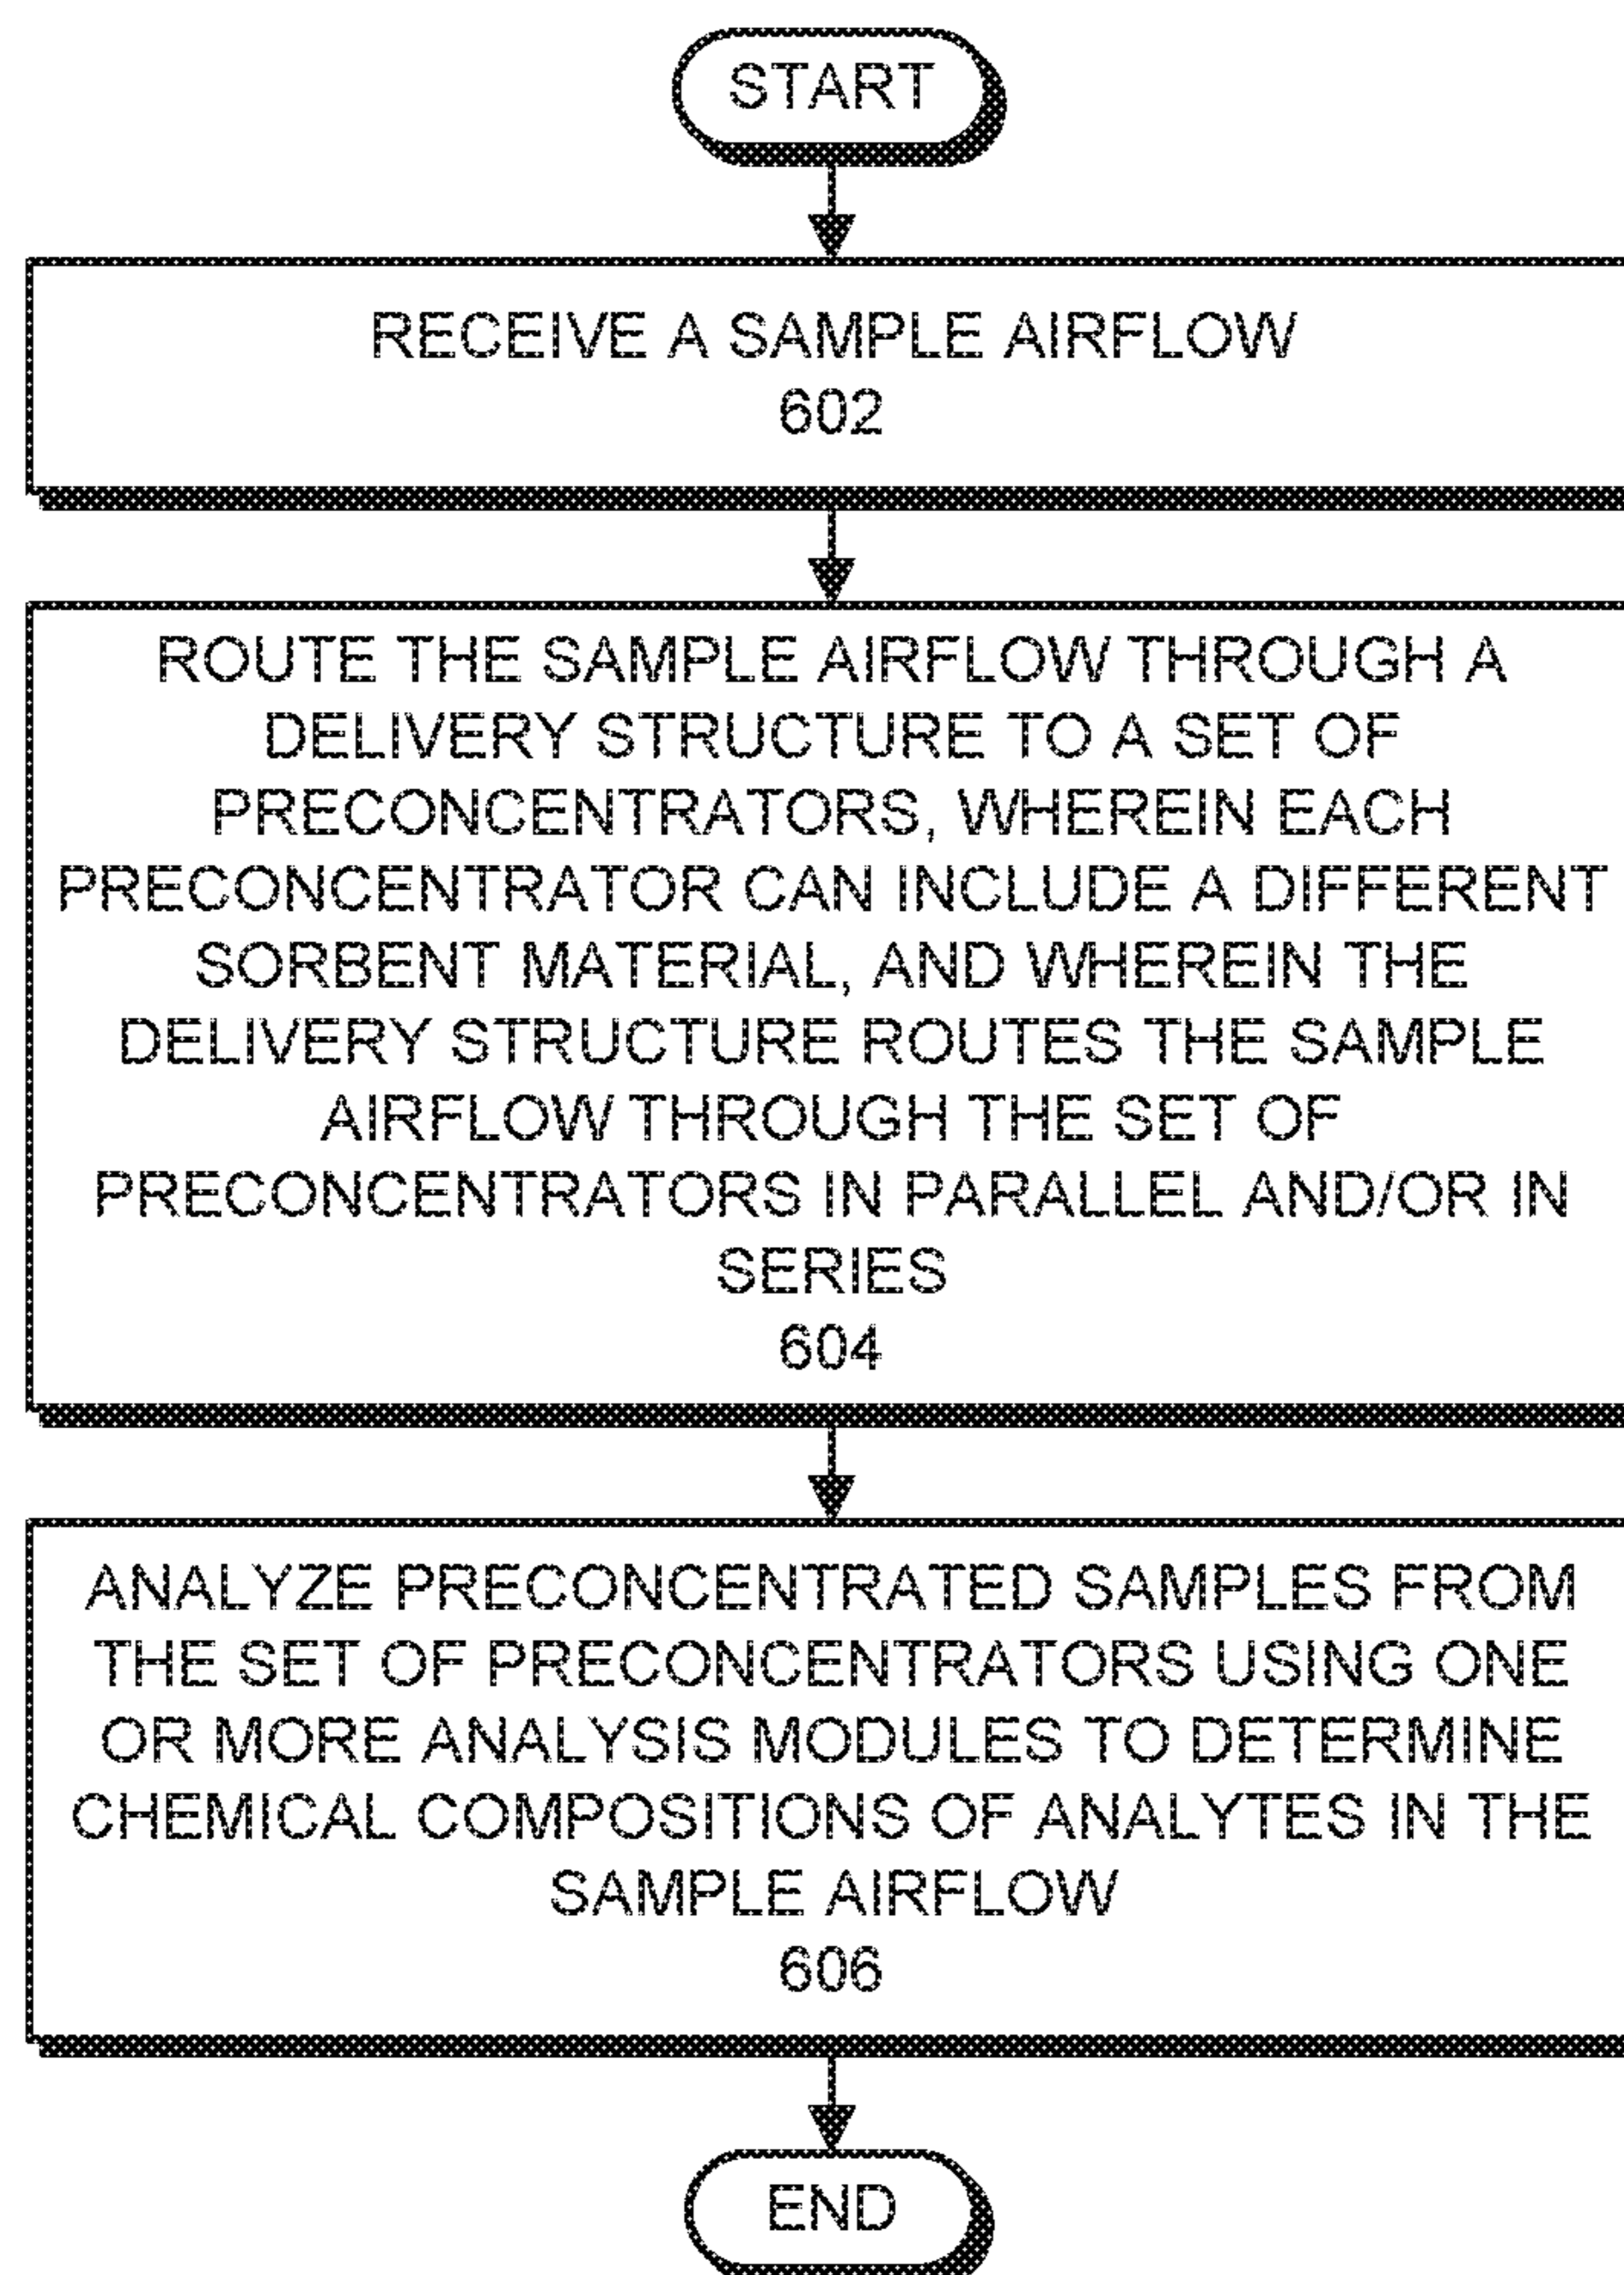 START
RECEIVE A SAMPLE AIRFLOW
602
ROUTE THE SAMPLE AIRFLOW THROUGH A
DELIVERY STRUCTURE TO A SET OF
PRECONCENTRATORS, WHEREIN EACH
PRECONCENTRATOR CAN INCLUDE A DIFFERENT
SORBENT MATERIAL, AND WHEREIN THE
DELIVERY STRUCTURE ROUTES THE SAMPLE
AIRFLOW THROUGH THE SET OF
PRECONCENTRATORS IN PARALLEL AND/OR IN
SERIES
604
ANALYZE PRECONCENTRATED SAMPLES FROM
THE SET OF PRECONCENTRATORS USING ONE
OR MORE ANALYSIS MODULES TO DETERMINE
CHEMICAL COMPOSITIONS OF ANALYTES IN THE
SAMPLE AIRFLOW
606
END